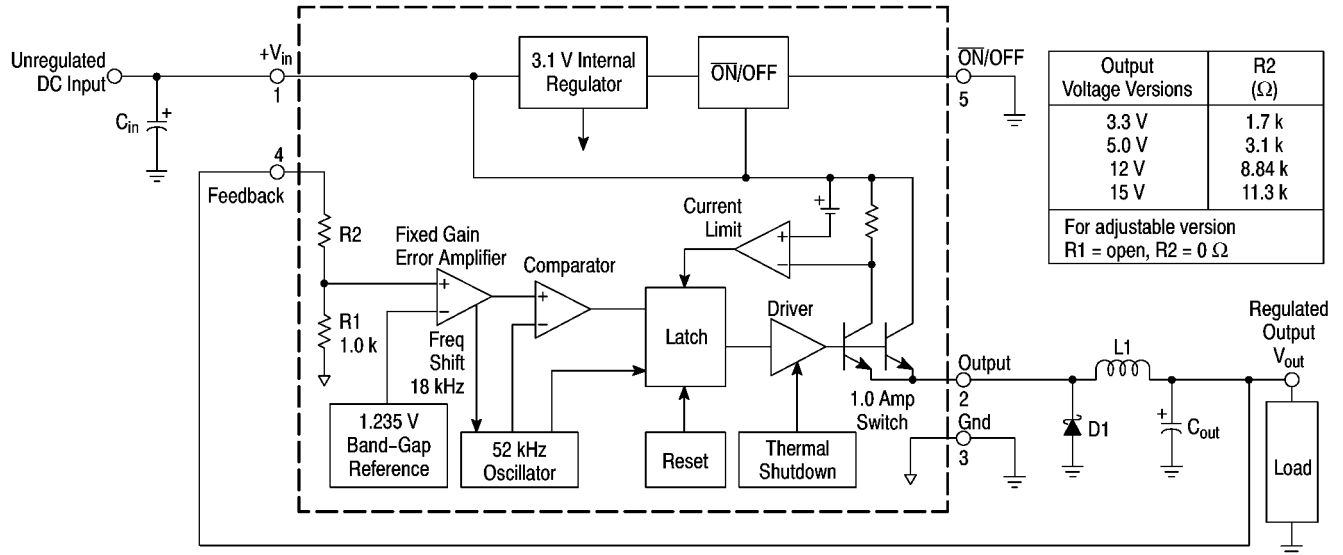 Unregulated
DC Input
C_in
+
+V_in
1
4
Feedback
R2
R1
1.0 k
Fixed Gain
Error Amplifier
+
−
Freq
Shift
18 kHz
1.235 V
Band–Gap
Reference
Comparator
+
−
52 kHz
Oscillator
3.1 V Internal
Regulator
O̅N̅/OFF
Current
Limit
+
+
−
Latch
Reset
Driver
Thermal
Shutdown
1.0 Amp
Switch
O̅N̅/OFF
5
Output
2
Gnd
3
D1
L1
+
C_out
Regulated
Output
V_out
Load
Output R2
Voltage Versions (Ω)
3.3 V 1.7 k
5.0 V 3.1 k
12 V 8.84 k
15 V 11.3 k
For adjustable version
R1 = open, R2 = 0 Ω